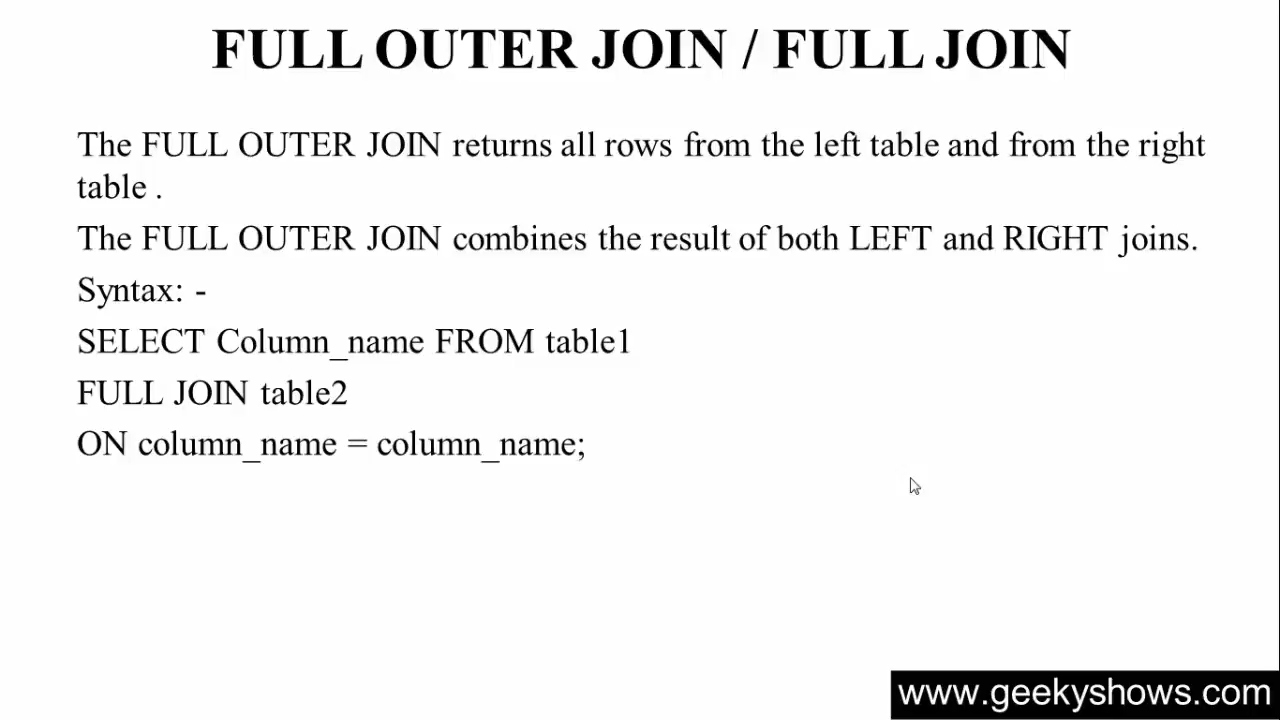 FULL OUTER JOIN / FULL JOIN
The FULL OUTER JOIN returns all rows from the left table and from the right
table .
The FULL OUTER JOIN combines the result of both LEFT and RIGHT joins.
Syntax: -
SELECT Column_name FROM table1
FULL JOIN table2
ON column_name = column_name;
www.geekyshows.com